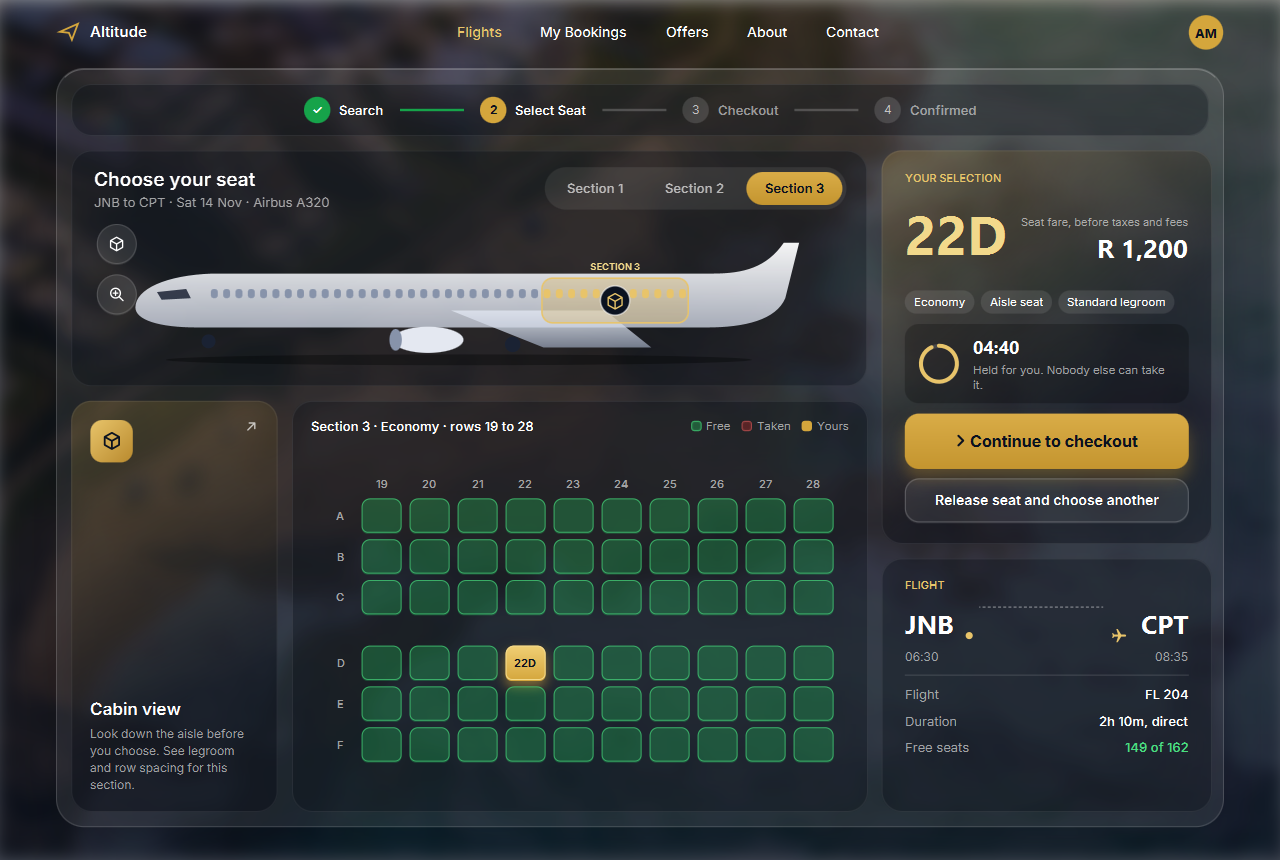 Altitude
Flights
My Bookings
Offers
About
Contact
AM
Search
2
Select Seat
3
Checkout
4
Confirmed
Choose your seat
JNB to CPT · Sat 14 Nov · Airbus A320
Section 1
Section 2
Section 3
SECTION 3
YOUR SELECTION
22D
Seat fare, before taxes and fees
R 1,200
Economy
Aisle seat
Standard legroom
04:40
Held for you. Nobody else can take
it.
Continue to checkout
Release seat and choose another
Cabin view
Look down the aisle before
you choose. See legroom
and row spacing for this
section.
Section 3 · Economy · rows 19 to 28
Free
Taken
Yours
19 20 21 22 23 24 25 26 27 28
A
B
C
D
22D
E
F
FLIGHT
JNB
CPT
06:30
08:35
Flight
FL 204
Duration
2h 10m, direct
Free seats
149 of 162